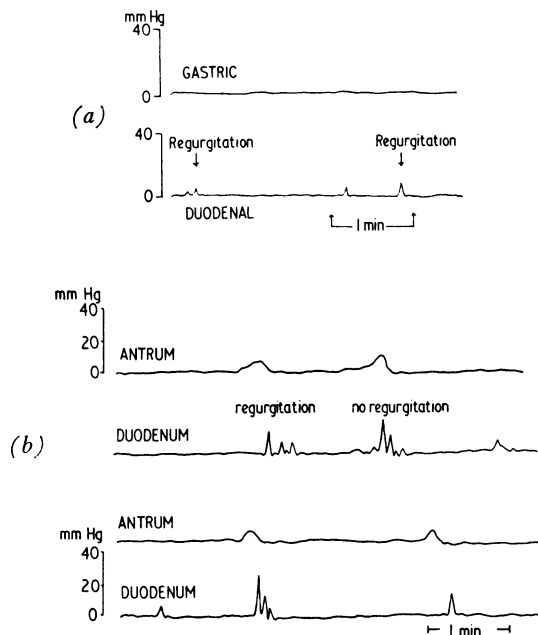 mm Hg
40
GASTRIC
0
(a)
40
Regurgitation
Regurgitation
0
DUODENAL
1 min
mm Hg
40
20
ANTRUM
0
regurgitation
no regurgitation
DUODENUM
(b)
ANTRUM
mm Hg
40
20
DUODENUM
0
1 min